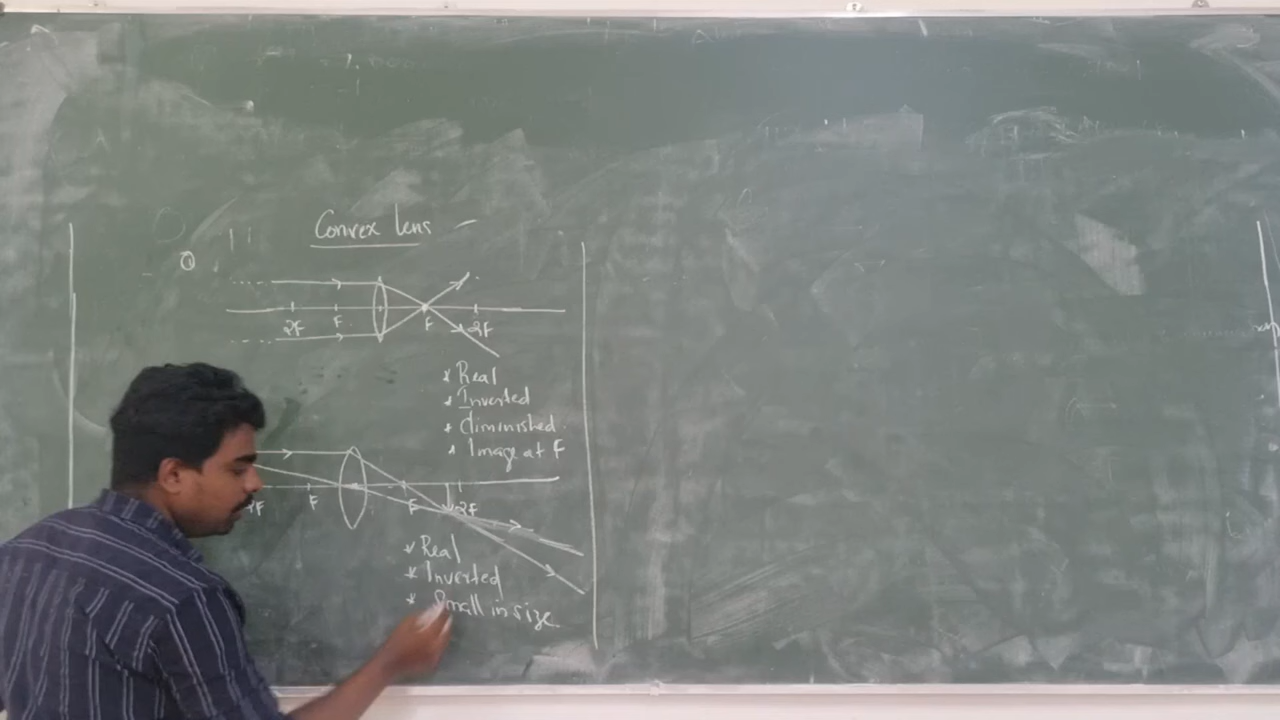 Convex lens
2F F F 2F
* Real
* Inverted
* diminished
* Image at F
F F 2F
* Real
* Inverted
* Small in size.